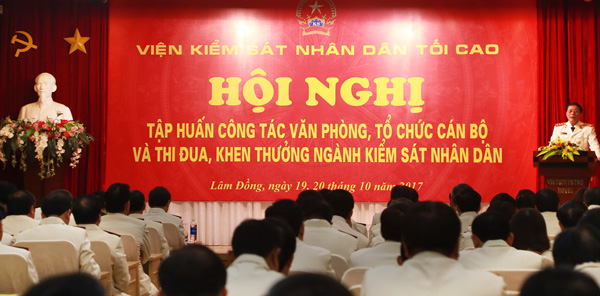 VIỆN KIỂM SÁT NHÂN DÂN TỐI CAO
HỘI NGHỊ
TẬP HUẤN CÔNG TÁC VĂN PHÒNG, TỔ CHỨC CÁN BỘ
VÀ THI ĐUA, KHEN THƯỞNG NGÀNH KIỂM SÁT NHÂN DÂN
Lâm Đồng, ngày 19, 20 tháng 10 năm 2017